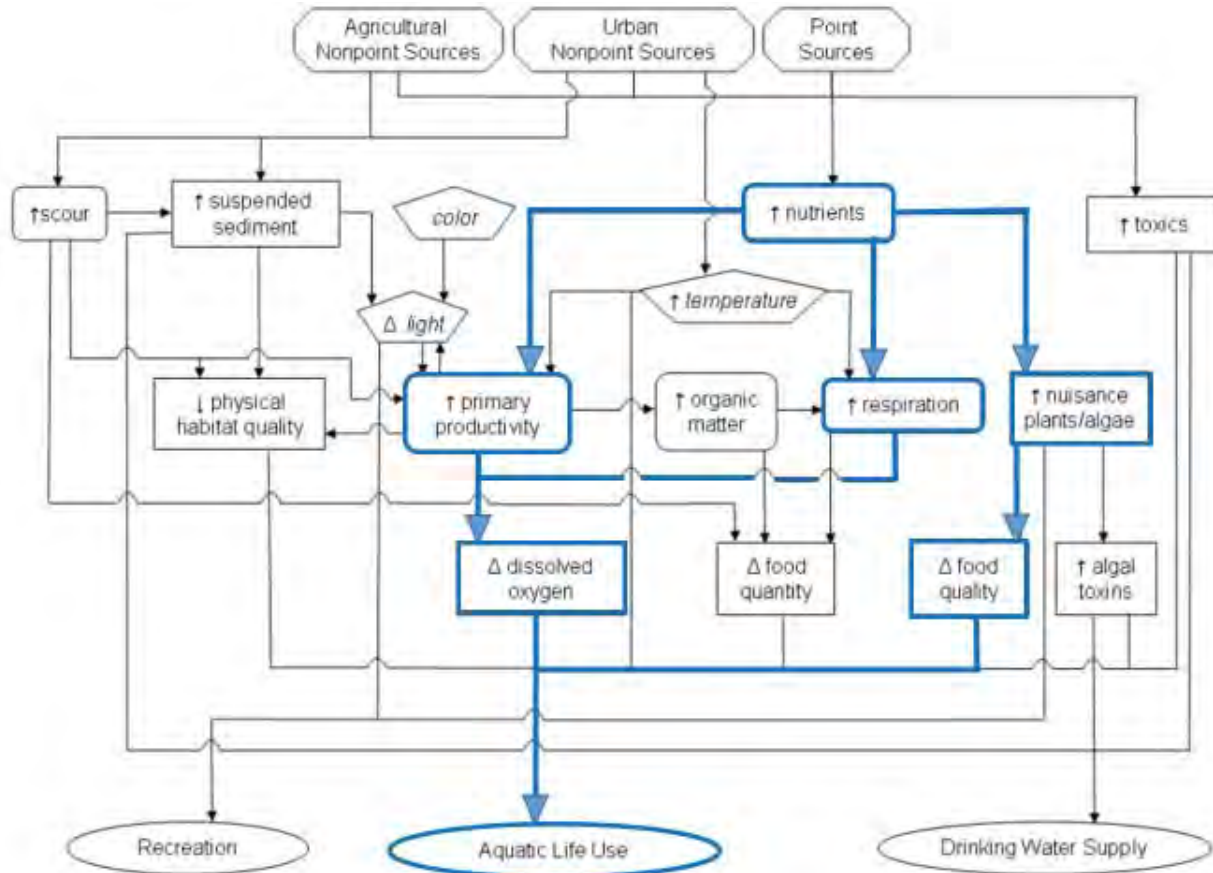 Agricultural
Nonpoint Sources
Urban
Nonpoint Sources
Point
Sources
↑scour
↑ suspended
sediment
color
↑ nutrients
↑ toxics
Δ light
↑ temperature
↓ physical
habitat quality
↑ primary
productivity
↑ organic
matter
↑ respiration
↑ nuisance
plants/algae
Δ dissolved
oxygen
Δ food
quantity
Δ food
quality
↑ algal
toxins
Recreation
Aquatic Life Use
Drinking Water Supply